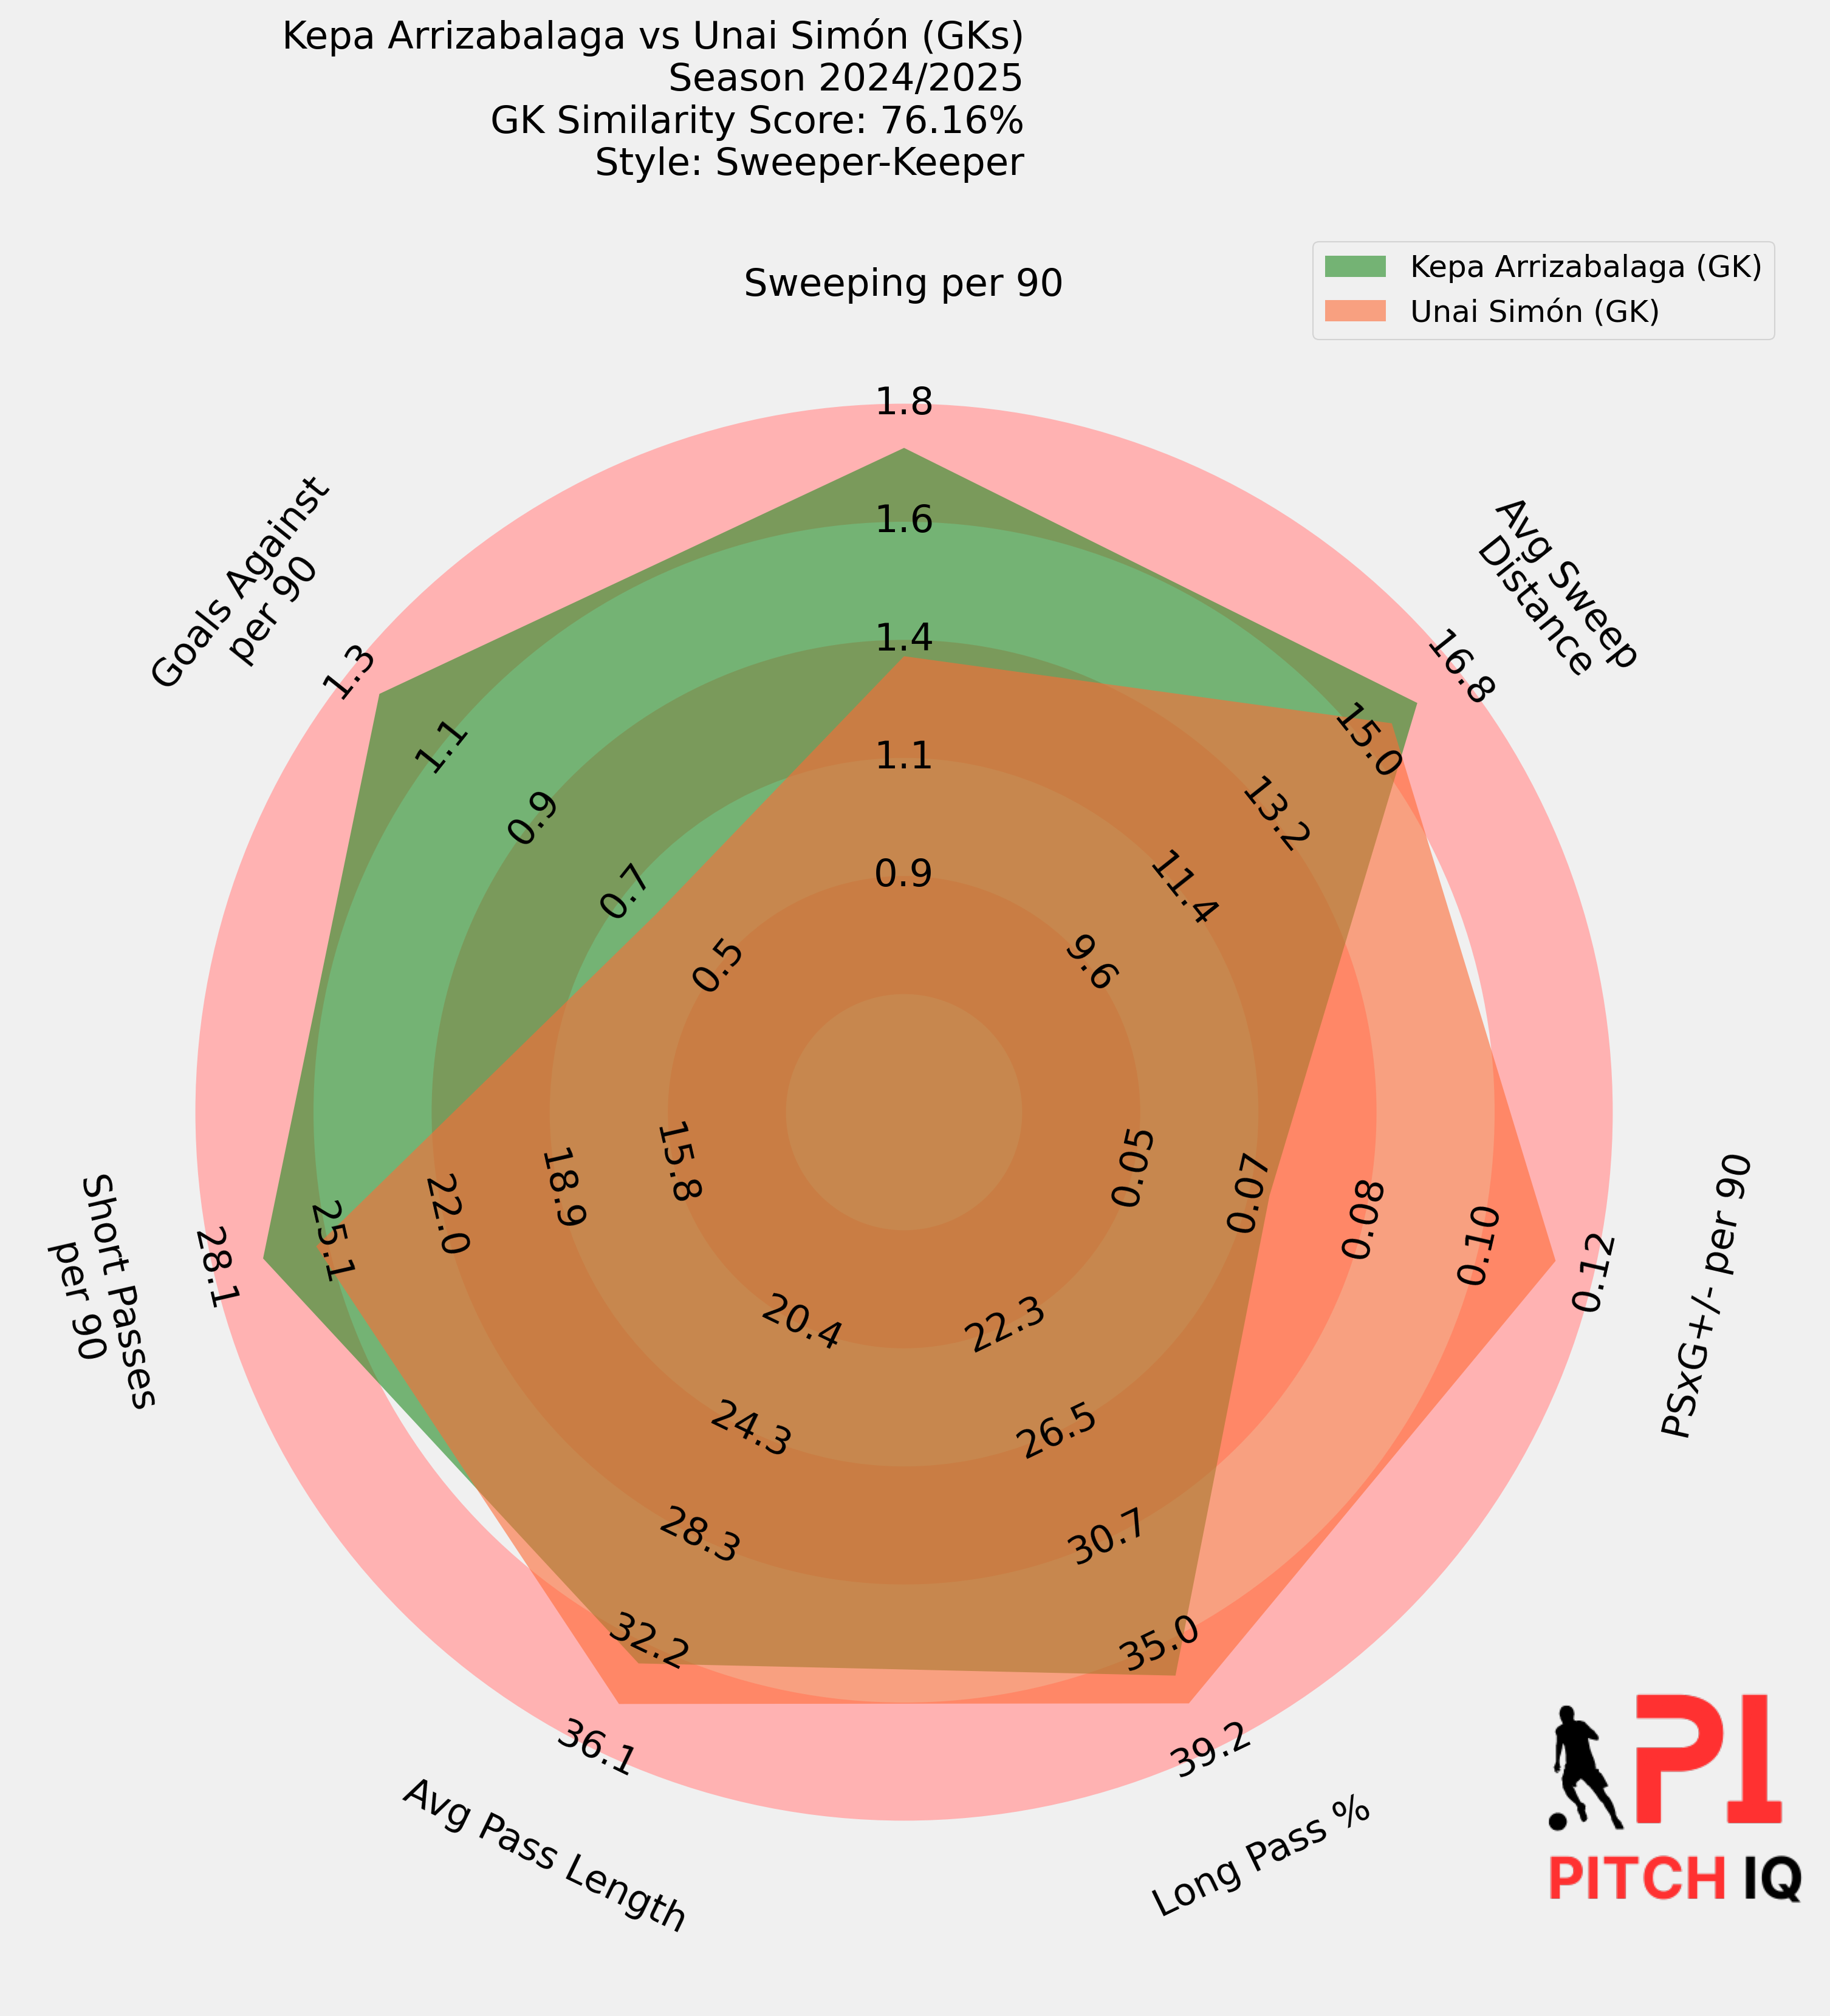 Kepa Arrizabalaga vs Unai Simón (GKs)
Season 2024/2025
GK Similarity Score: 76.16%
Style: Sweeper-Keeper
Kepa Arrizabalaga (GK)
Unai Simón (GK)
Sweeping per 90
1.8
1.6
1.4
1.1
0.9
Avg Sweep
Distance
16.8
15.0
13.2
11.4
9.6
PSxG+/- per 90
0.05
0.07
0.08
0.10
0.12
Long Pass %
22.3
26.5
30.7
35.0
39.2
Avg Pass Length
20.4
24.3
28.3
32.2
36.1
Short Passes
per 90
28.1
25.1
22.0
18.9
15.8
Goals Against
per 90
1.3
1.1
0.9
0.7
0.5
PI
PITCH IQ